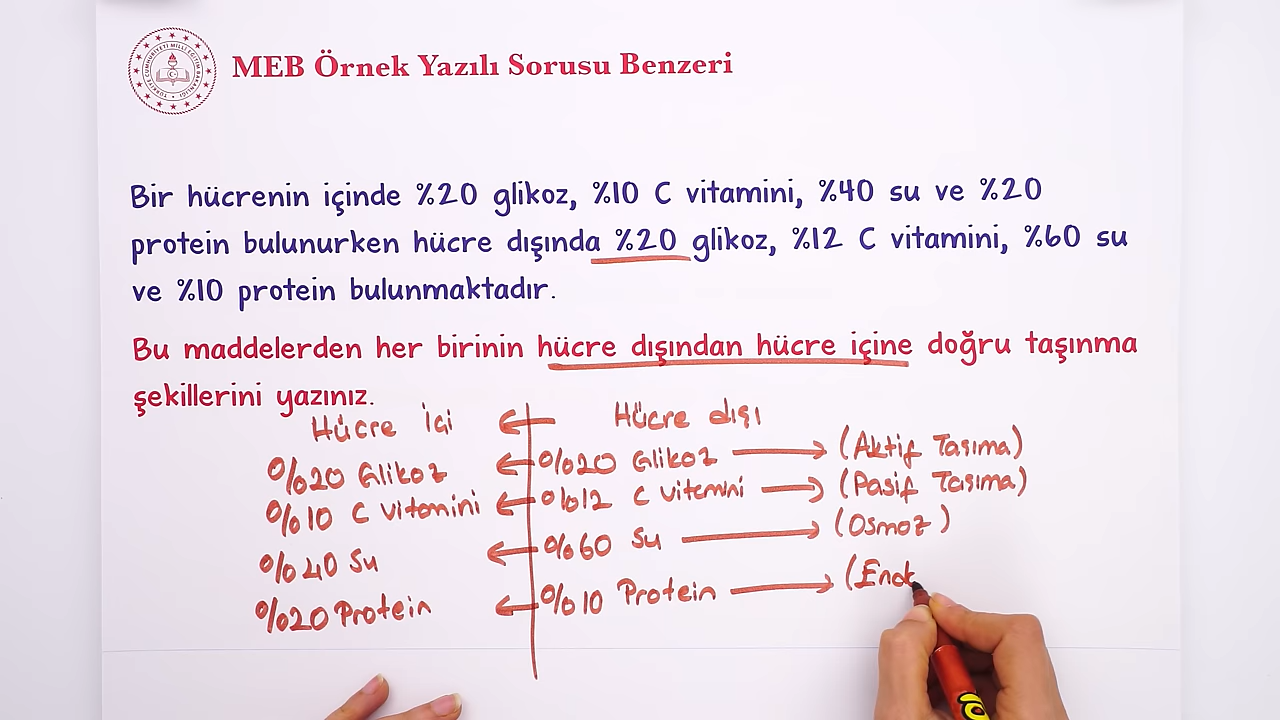 MEB Örnek Yazılı Sorusu Benzeri
Bir hücrenin içinde %20 glikoz, %10 C vitamini, %40 su ve %20
protein bulunurken hücre dışında %20 glikoz, %12 C vitamini, %60 su
ve %10 protein bulunmaktadır.
Bu maddelerden her birinin hücre dışından hücre içine doğru taşınma
şekillerini yazınız.
Hücre içi Hücre dışı
%20 Glikoz %20 Glikoz (Aktif Taşıma)
%10 C vitamini %12 C vitamini (Pasif Taşıma)
%40 Su %60 Su (Osmoz)
%20 Protein %10 Protein (End